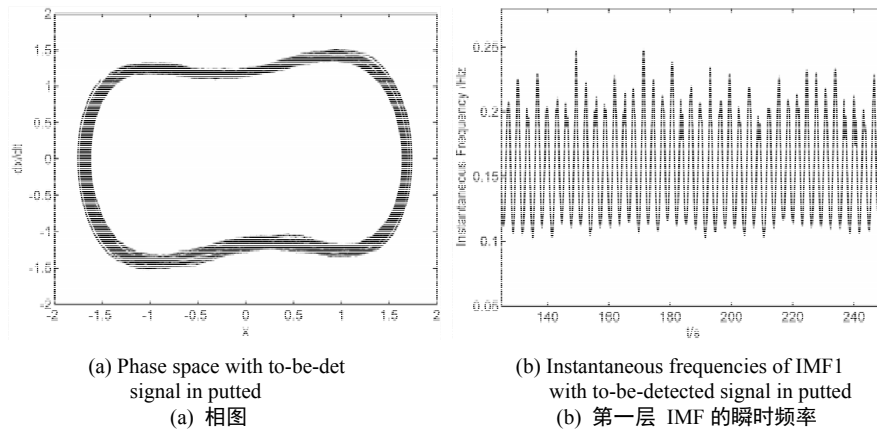 2
1.5
1
0.5
0
-0.5
-1
-1.5
-2
dx/dt
-2 -1.5 -1 -0.5 0 0.5 1 1.5 2
x
0.25
0.2
0.15
0.1
0.05
Instantaneous Frequency /Hz
140 160 180 200 220 240
t/s
(a) Phase space with to-be-det
signal in putted
(a) 相图
(b) Instantaneous frequencies of IMF1
with to-be-detected signal in putted
(b) 第一层 IMF 的瞬时频率